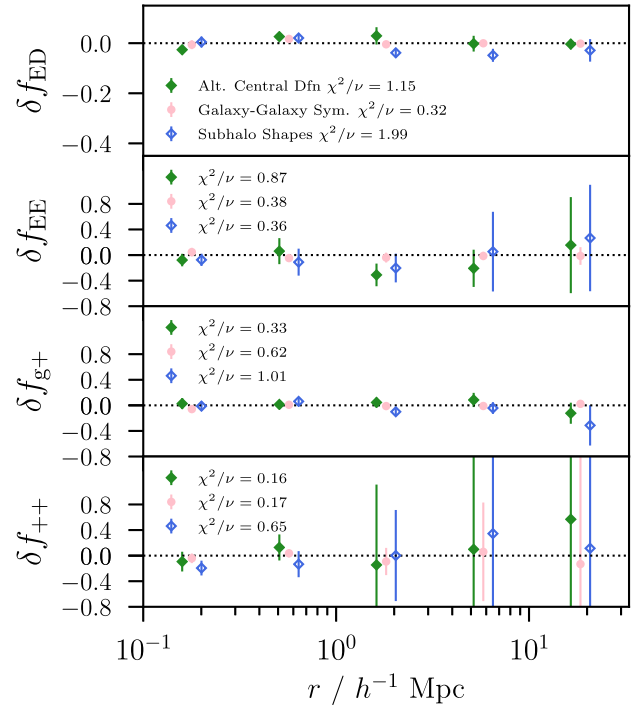 δf_ED
0.0
−0.2
−0.4
Alt. Central Dfn χ²/ν = 1.15
Galaxy-Galaxy Sym. χ²/ν = 0.32
Subhalo Shapes χ²/ν = 1.99
δf_EE
0.8
0.4
0.0
−0.4
−0.8
χ²/ν = 0.87
χ²/ν = 0.38
χ²/ν = 0.36
δf_g+
0.8
0.4
0.0
−0.4
−0.8
χ²/ν = 0.33
χ²/ν = 0.62
χ²/ν = 1.01
δf_++
0.8
0.4
0.0
−0.4
−0.8
χ²/ν = 0.16
χ²/ν = 0.17
χ²/ν = 0.65
10⁻¹ 10⁰ 10¹
r / h⁻¹ Mpc